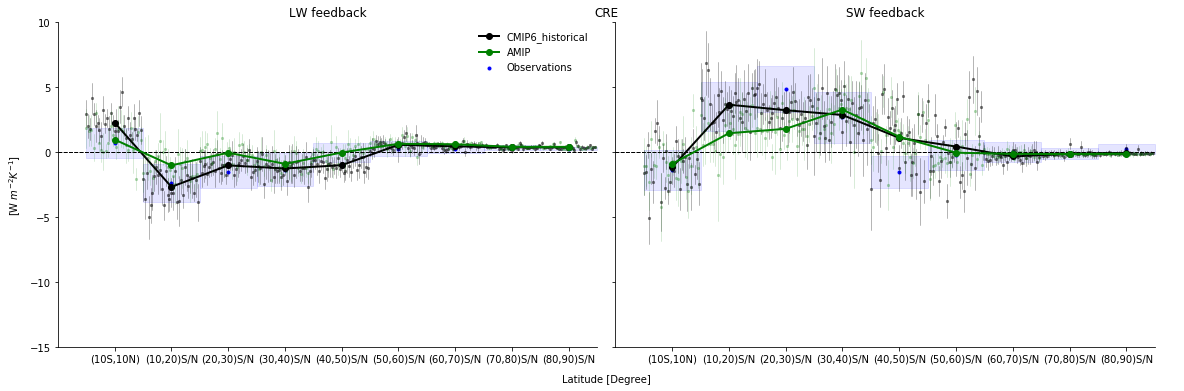 CRE
LW feedback
SW feedback
CMIP6_historical
AMIP
Observations
[W m⁻²K⁻¹]
10
5
0
−5
−10
−15
(10S,10N) (10,20)S/N (20,30)S/N (30,40)S/N (40,50)S/N (50,60)S/N (60,70)S/N (70,80)S/N (80,90)S/N
(10S,10N) (10,20)S/N (20,30)S/N (30,40)S/N (40,50)S/N (50,60)S/N (60,70)S/N (70,80)S/N (80,90)S/N
Latitude [Degree]